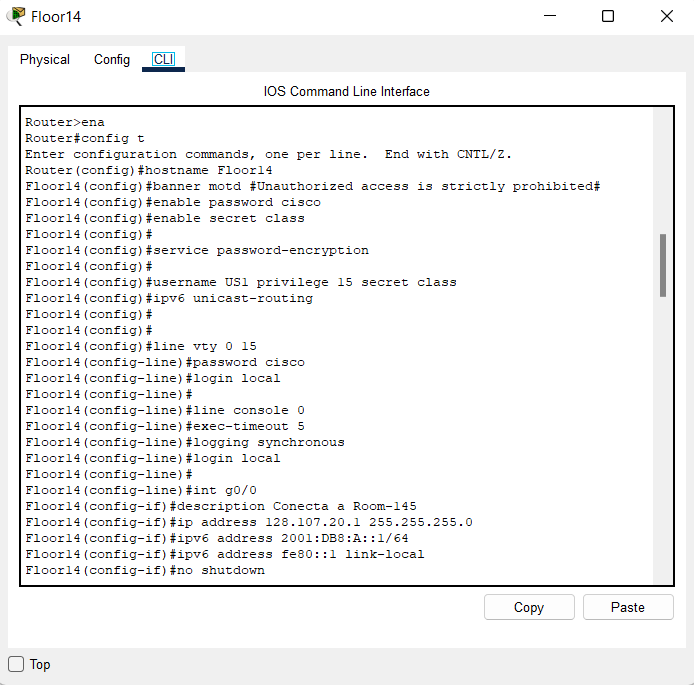 Floor14
Physical Config CLI
IOS Command Line Interface
Router>ena
Router#config t
Enter configuration commands, one per line.  End with CNTL/Z.
Router(config)#hostname Floor14
Floor14(config)#banner motd #Unauthorized access is strictly prohibited#
Floor14(config)#enable password cisco
Floor14(config)#enable secret class
Floor14(config)#
Floor14(config)#service password-encryption
Floor14(config)#
Floor14(config)#username US1 privilege 15 secret class
Floor14(config)#ipv6 unicast-routing
Floor14(config)#
Floor14(config)#
Floor14(config)#line vty 0 15
Floor14(config-line)#password cisco
Floor14(config-line)#login local
Floor14(config-line)#
Floor14(config-line)#line console 0
Floor14(config-line)#exec-timeout 5
Floor14(config-line)#logging synchronous
Floor14(config-line)#login local
Floor14(config-line)#
Floor14(config-line)#int g0/0
Floor14(config-if)#description Conecta a Room-145
Floor14(config-if)#ip address 128.107.20.1 255.255.255.0
Floor14(config-if)#ipv6 address 2001:DB8:A::1/64
Floor14(config-if)#ipv6 address fe80::1 link-local
Floor14(config-if)#no shutdown
Copy Paste
Top